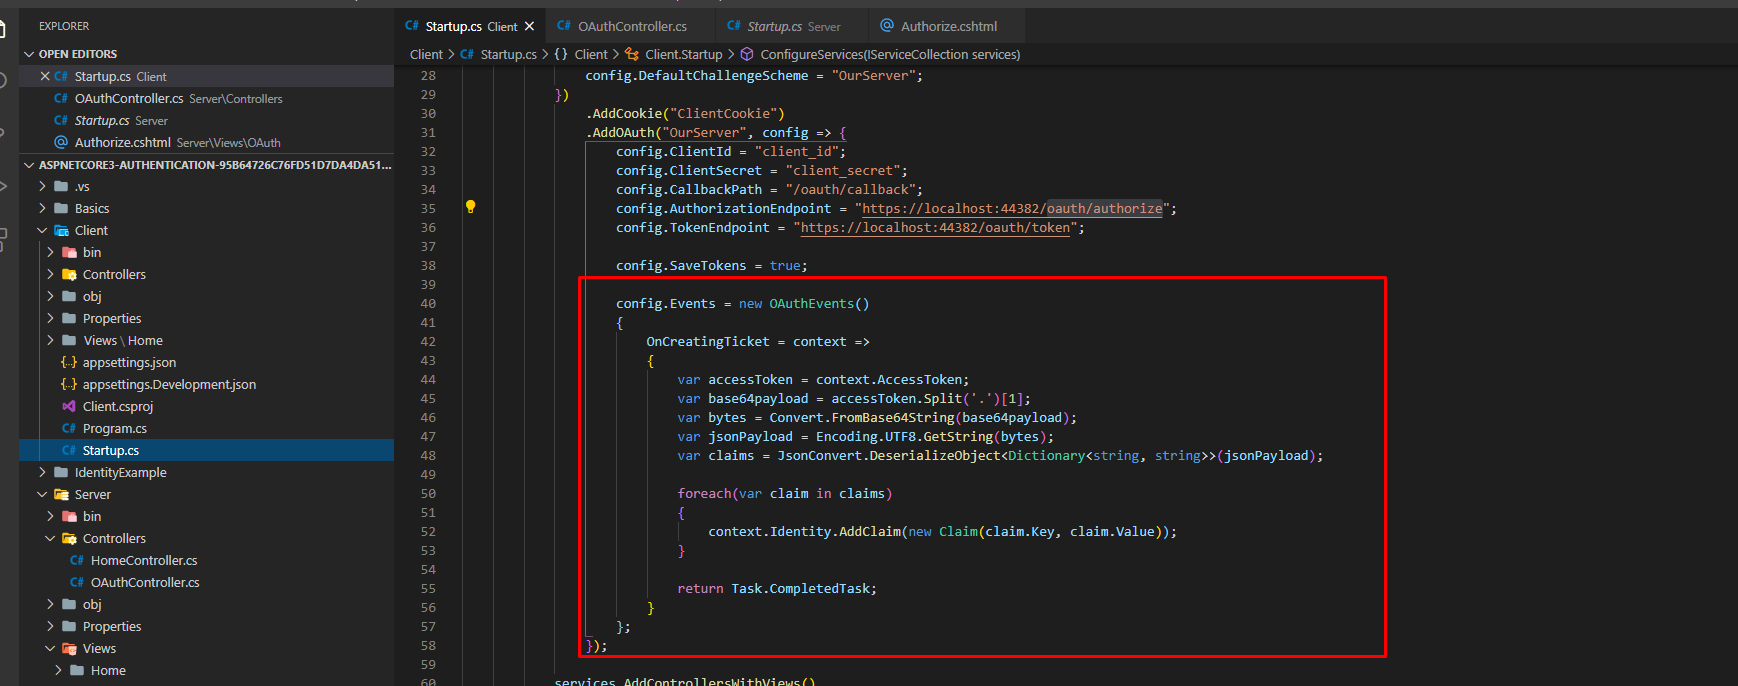 EXPLORER
OPEN EDITORS
Startup.cs Client
OAuthController.cs Server\Controllers
Startup.cs Server
Authorize.cshtml Server\Views\OAuth
ASPNETCORE3-AUTHENTICATION-95B64726C76FD51D7DA4DA51...
.vs
Basics
Client
bin
Controllers
obj
Properties
Views \ Home
appsettings.json
appsettings.Development.json
Client.csproj
Program.cs
Startup.cs
IdentityExample
Server
bin
Controllers
HomeController.cs
OAuthController.cs
obj
Properties
Views
Home
Startup.cs Client
OAuthController.cs
Startup.cs Server
Authorize.cshtml
Client > Startup.cs > {} Client > Client.Startup > ConfigureServices(IServiceCollection services)
28 config.DefaultChallengeScheme = "OurServer";
29 })
30 .AddCookie("ClientCookie")
31 .AddOAuth("OurServer", config => {
32 config.ClientId = "client_id";
33 config.ClientSecret = "client_secret";
34 config.CallbackPath = "/oauth/callback";
35 config.AuthorizationEndpoint = "https://localhost:44382/oauth/authorize";
36 config.TokenEndpoint = "https://localhost:44382/oauth/token";
37
38 config.SaveTokens = true;
39
40 config.Events = new OAuthEvents()
41 {
42 OnCreatingTicket = context =>
43 {
44 var accessToken = context.AccessToken;
45 var base64payload = accessToken.Split('.')[1];
46 var bytes = Convert.FromBase64String(base64payload);
47 var jsonPayload = Encoding.UTF8.GetString(bytes);
48 var claims = JsonConvert.DeserializeObject<Dictionary<string, string>>(jsonPayload);
49
50 foreach(var claim in claims)
51 {
52 context.Identity.AddClaim(new Claim(claim.Key, claim.Value));
53 }
54
55 return Task.CompletedTask;
56 }
57 };
58 });
59
60 services.AddControllersWithViews()